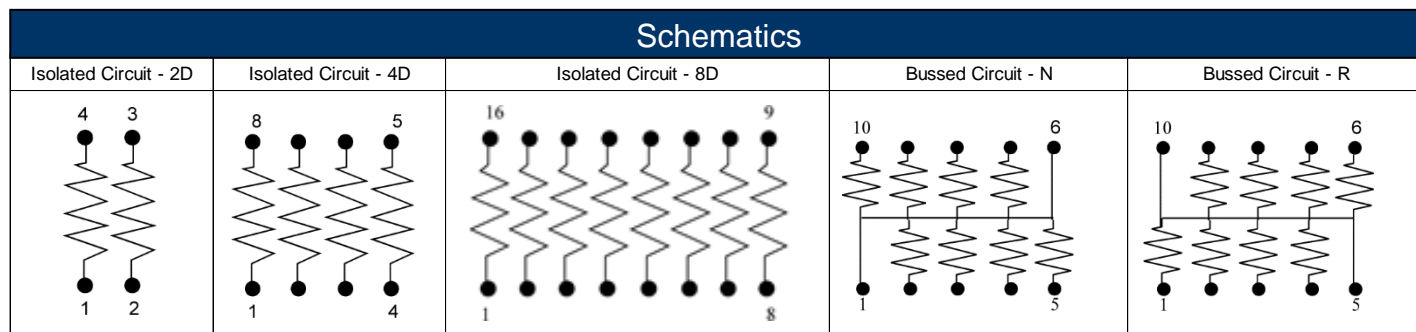 Schematics
Isolated Circuit - 2D
Isolated Circuit - 4D
Isolated Circuit - 8D
Bussed Circuit - N
Bussed Circuit - R
4 3
1 2
8 5
1 4
16 9
1 8
10 6
1 5
10 6
1 5